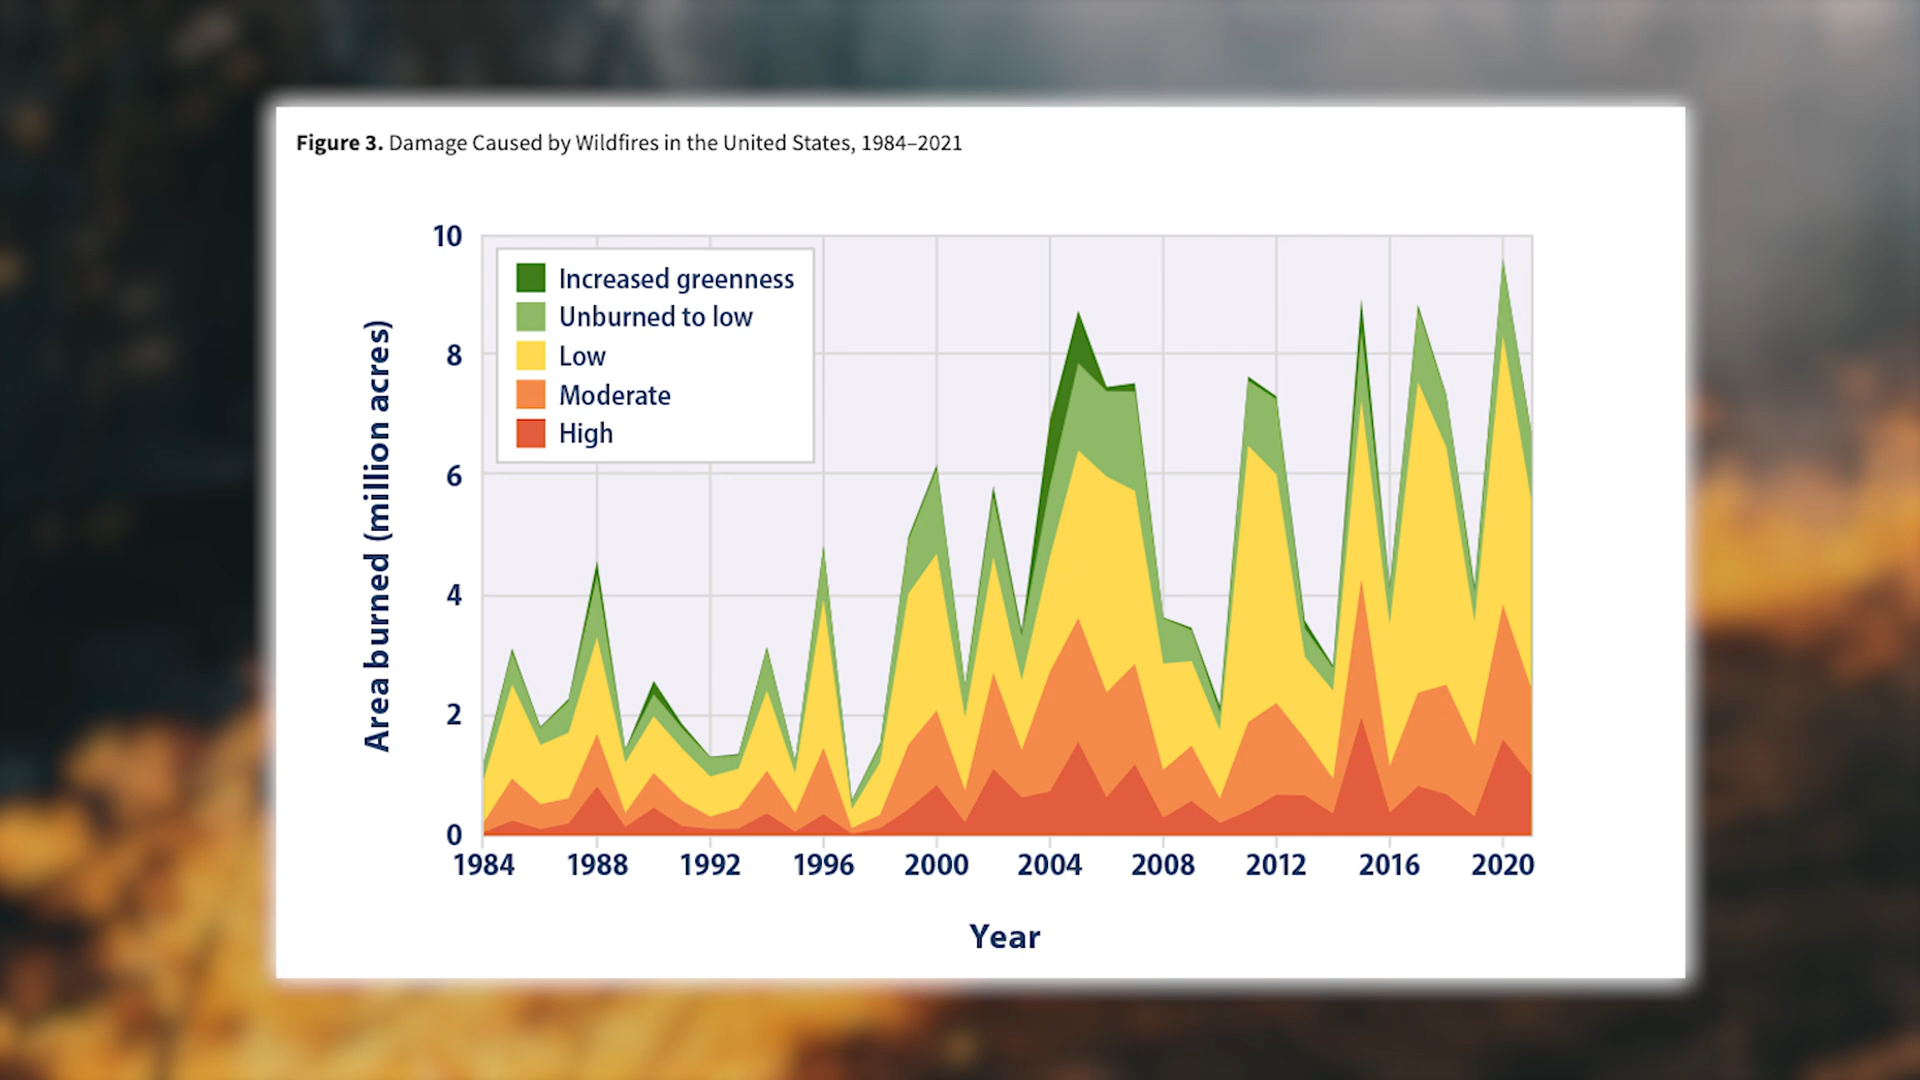 Figure 3. Damage Caused by Wildfires in the United States, 1984–2021
10
8
6
4
2
0
Area burned (million acres)
Increased greenness
Unburned to low
Low
Moderate
High
1984 1988 1992 1996 2000 2004 2008 2012 2016 2020
Year